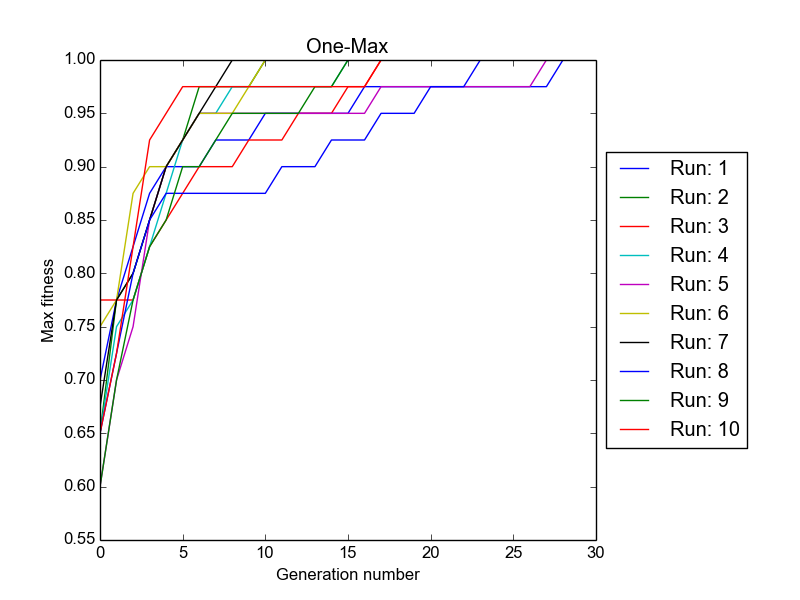 One-Max
1.00
0.95
0.90
0.85
0.80
0.75
0.70
0.65
0.60
0.55
Max fitness
0 5 10 15 20 25 30
Generation number
Run: 1
Run: 2
Run: 3
Run: 4
Run: 5
Run: 6
Run: 7
Run: 8
Run: 9
Run: 10